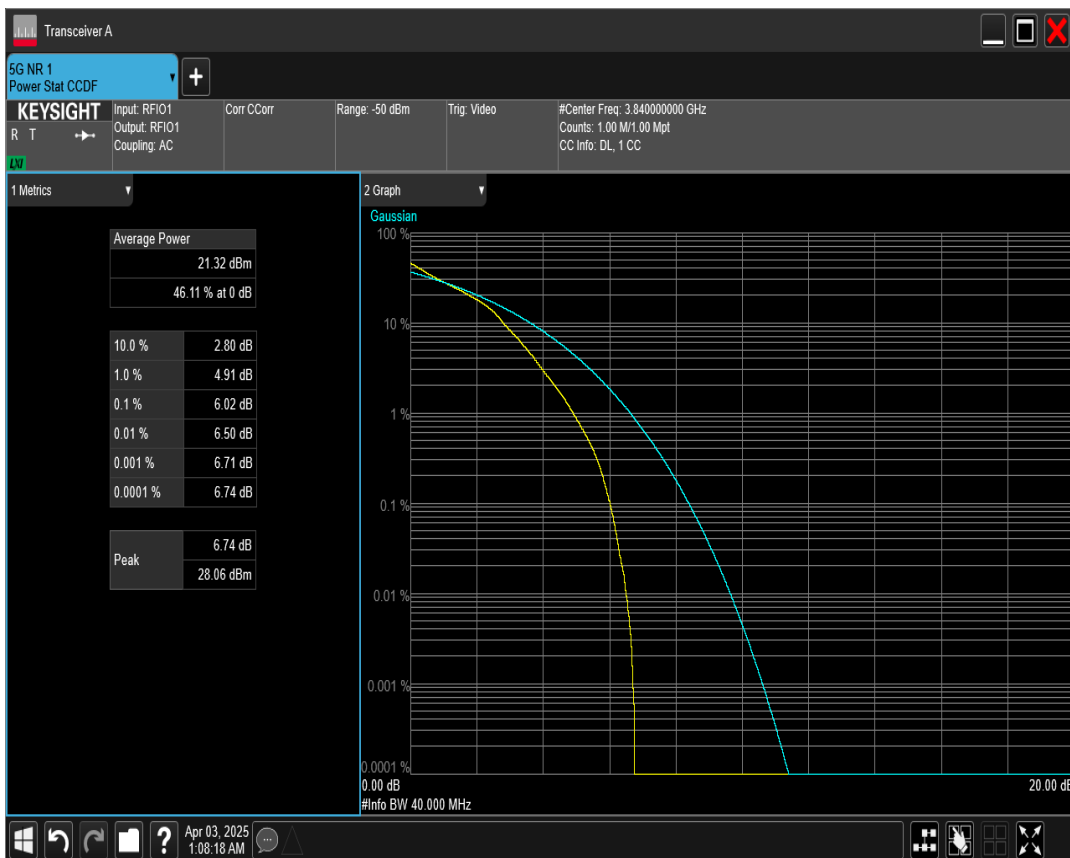 Transceiver A
5G NR 1
Power Stat CCDF
+
KEYSIGHT
R T
LXI
Input: RFIO1
Output: RFIO1
Coupling: AC
Corr CCorr
Range: -50 dBm
Trig: Video
#Center Freq: 3.840000000 GHz
Counts: 1.00 M/1.00 Mpt
CC Info: DL, 1 CC
1 Metrics
Average Power
21.32 dBm
46.11 % at 0 dB
10.0 % 2.80 dB
1.0 % 4.91 dB
0.1 % 6.02 dB
0.01 % 6.50 dB
0.001 % 6.71 dB
0.0001 % 6.74 dB
Peak
6.74 dB
28.06 dBm
2 Graph
Gaussian
100 %
10 %
1 %
0.1 %
0.01 %
0.001 %
0.0001 %
0.00 dB
20.00 dB
#Info BW 40.000 MHz
?
Apr 03, 2025
1:08:18 AM